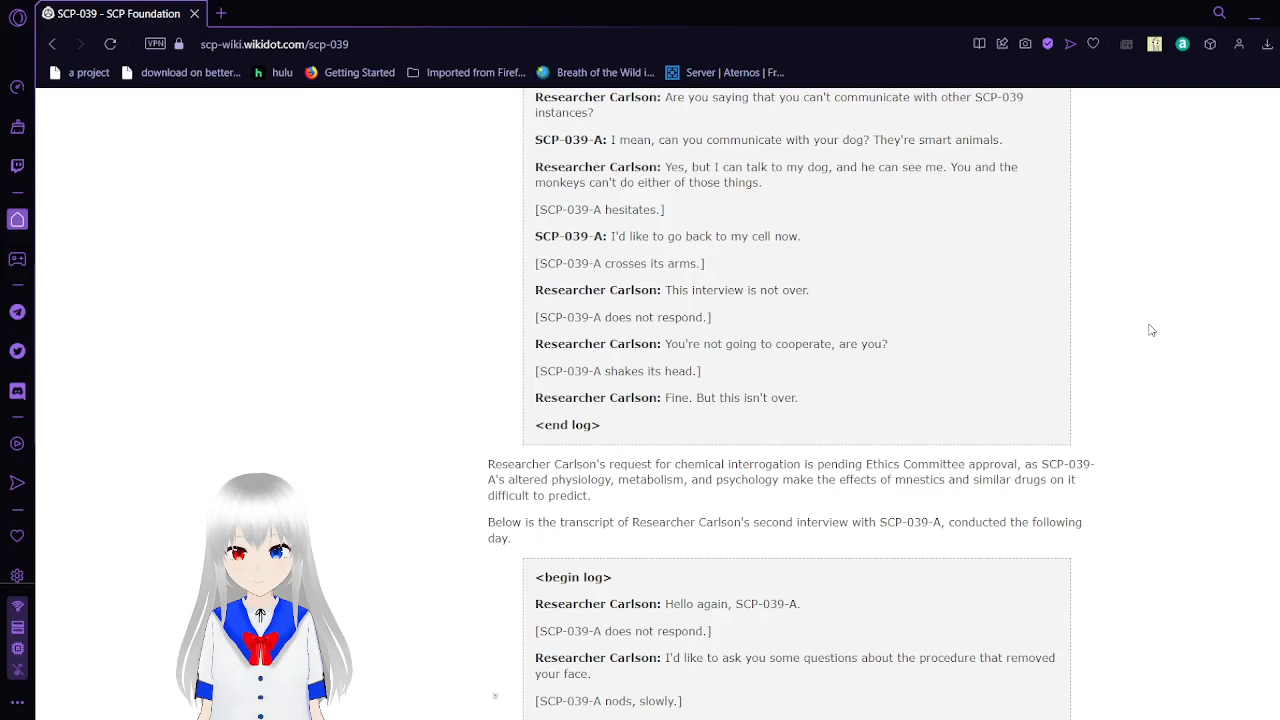 SCP-039 - SCP Foundation
VPN
scp-wiki.wikidot.com/scp-039
a project
download on better...
hulu
Getting Started
Imported from Firef...
Breath of the Wild i...
Server | Aternos | Fr...
Researcher Carlson: Are you saying that you can't communicate with other SCP-039
instances?
SCP-039-A: I mean, can you communicate with your dog? They're smart animals.
Researcher Carlson: Yes, but I can talk to my dog, and he can see me. You and the
monkeys can't do either of those things.
[SCP-039-A hesitates.]
SCP-039-A: I'd like to go back to my cell now.
[SCP-039-A crosses its arms.]
Researcher Carlson: This interview is not over.
[SCP-039-A does not respond.]
Researcher Carlson: You're not going to cooperate, are you?
[SCP-039-A shakes its head.]
Researcher Carlson: Fine. But this isn't over.
<end log>
Researcher Carlson's request for chemical interrogation is pending Ethics Committee approval, as SCP-039-
A's altered physiology, metabolism, and psychology make the effects of mnestics and similar drugs on it
difficult to predict.
Below is the transcript of Researcher Carlson's second interview with SCP-039-A, conducted the following
day.
<begin log>
Researcher Carlson: Hello again, SCP-039-A.
[SCP-039-A does not respond.]
Researcher Carlson: I'd like to ask you some questions about the procedure that removed
your face.
[SCP-039-A nods, slowly.]